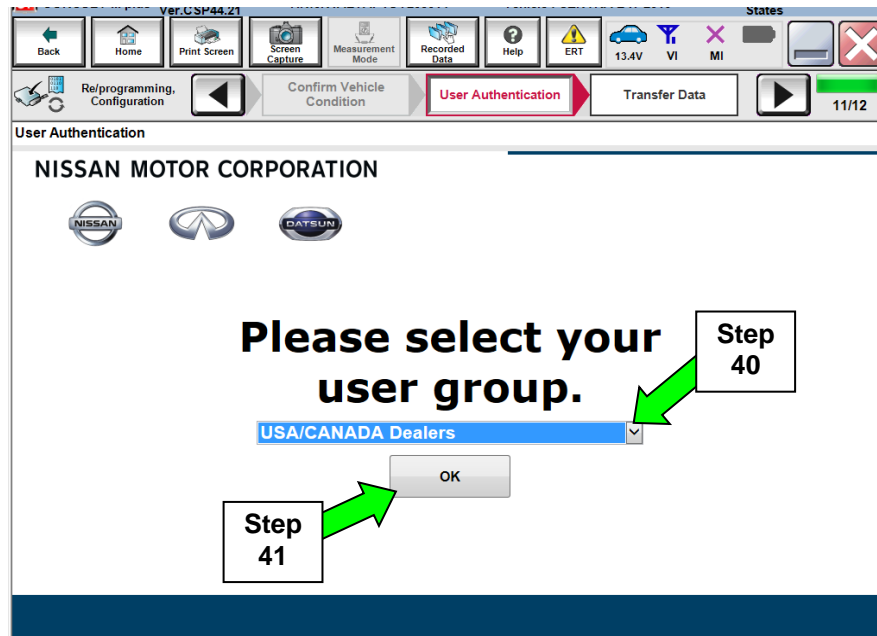 Ver.CSP44.21
States
Back
Home
Print Screen
Screen
Capture
Measurement
Mode
Recorded
Data
Help
ERT
13.4V
VI
MI
Re/programming,
Configuration
Confirm Vehicle
Condition
User Authentication
Transfer Data
11/12
User Authentication
NISSAN MOTOR CORPORATION
NISSAN
DATSUN
Please select your
user group.
Step
40
USA/CANADA Dealers
OK
Step
41